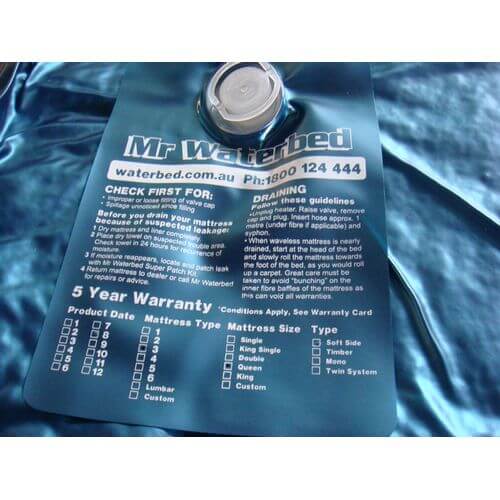 Mr Waterbed
waterbed.com.au Ph:1800 124 444
CHECK FIRST FOR:
• Improper or loose fitting of valve cap
• Spillage unnoticed since filling
Before you drain your mattress
because of suspected leakage:
1 Dry mattress and liner completely.
2 Place dry towel on suspected trouble area.
Check towel in 24 hours for recurrence of
moisture.
3 If moisture reappears, locate and patch leak
with Mr Waterbed Super Patch Kit.
4 Return mattress to dealer or call Mr Waterbed
for repairs or advice.
DRAINING
Follow these guidelines
•Unplug heater. Raise valve, remove
cap and plug. Insert hose approx. 1
metre (under fibre if applicable) and
syphon.
•When waveless mattress is nearly
drained, start at the head of the bed
and slowly roll the mattress towards
the foot of the bed, as you would roll
up a carpet. Great care must be
taken to avoid "bunching" on the
inner fibre baffles of the mattress as
this can void all warranties.
5 Year Warranty *Conditions Apply, See Warranty Card
Product Date
1 7
2 8
3 9
4 10
5 11
6 12
Mattress Type
1
2
3
4
5
6
Lumbar
Custom
Mattress Size
Single
King Single
Double
Queen
King
Custom
Type
Soft Side
Timber
Mono
Twin System